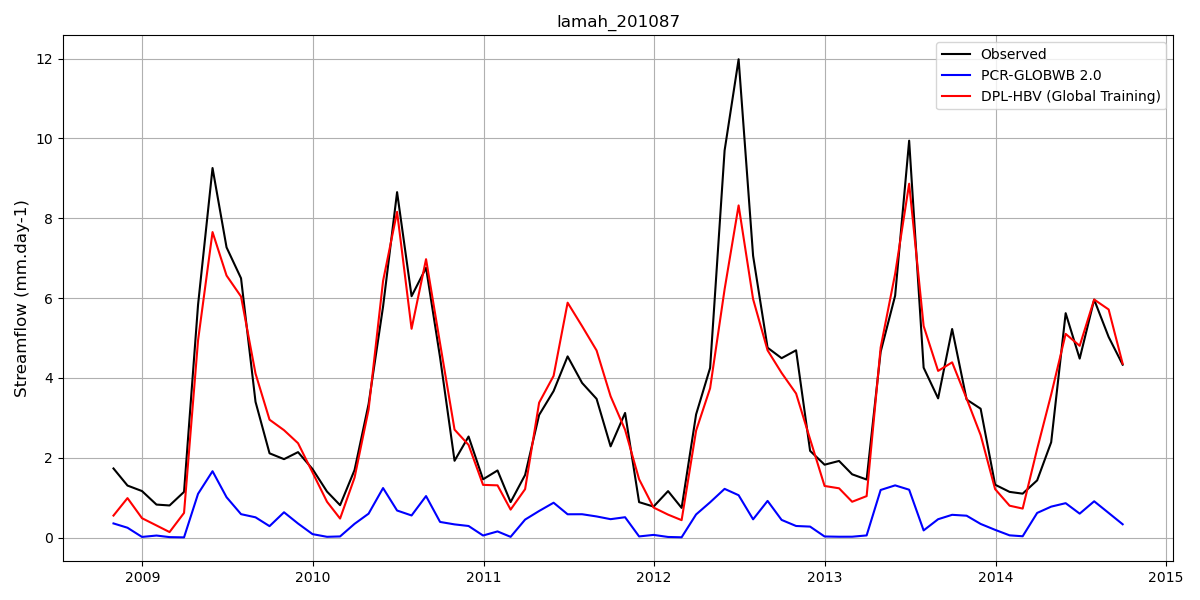 lamah_201087
Observed
PCR-GLOBWB 2.0
DPL-HBV (Global Training)
Streamflow (mm.day-1)
12
10
8
6
4
2
0
2009
2010
2011
2012
2013
2014
2015